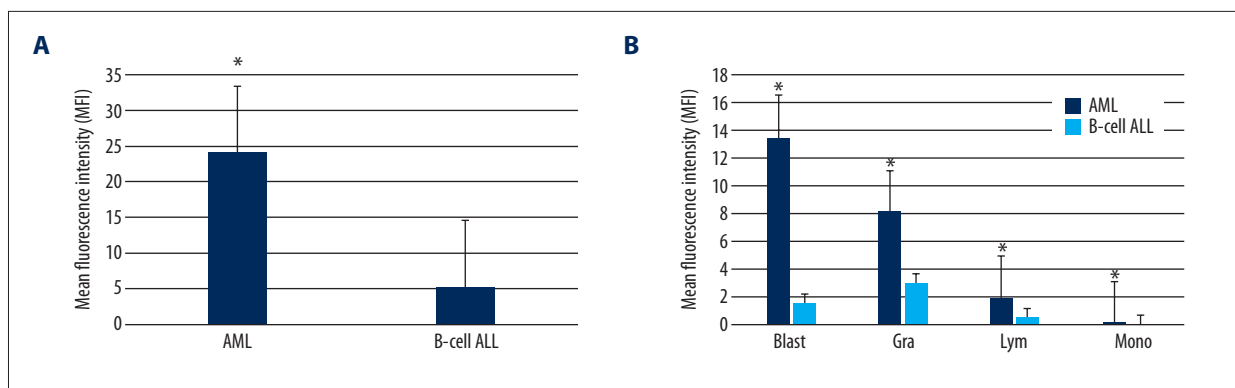 A
Mean fluorescence intensity (MFI)
35
30
25
20
15
10
5
0
*
AML
B-cell ALL
B
Mean fluorescence intensity (MFI)
18
16
14
12
10
8
6
4
2
0
*
*
*
*
AML
B-cell ALL
Blast
Gra
Lym
Mono